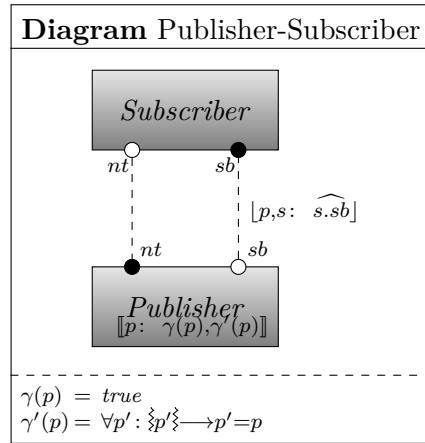 Diagram Publisher-Subscriber
Subscriber
nt sb
⌊p,s: s.sb⌋
nt sb
Publisher
⟦p: γ(p),γ′(p)⟧
γ(p) = true
γ′(p) = ∀p′: ⦚p′⦚⟶p′=p